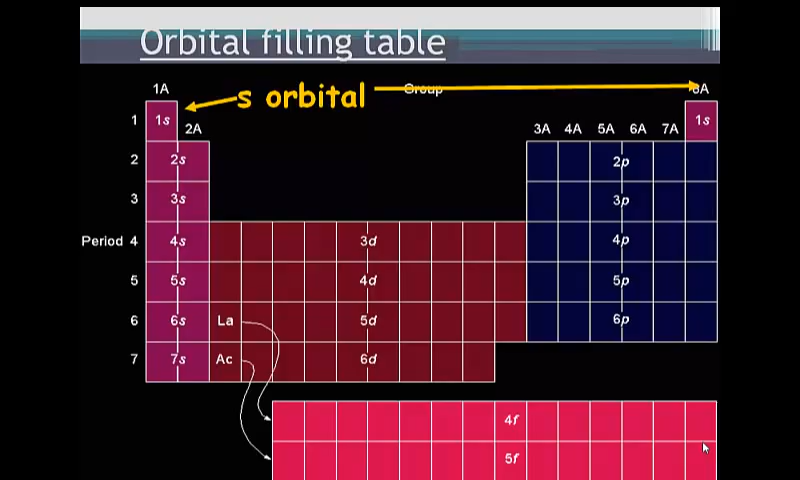 Orbital filling table
1A Group 8A
s orbital
1 1s 2A 3A 4A 5A 6A 7A 1s
2 2s 2p
3 3s 3p
Period 4 4s 3d 4p
5 5s 4d 5p
6 6s La 5d 6p
7 7s Ac 6d
4f
5f